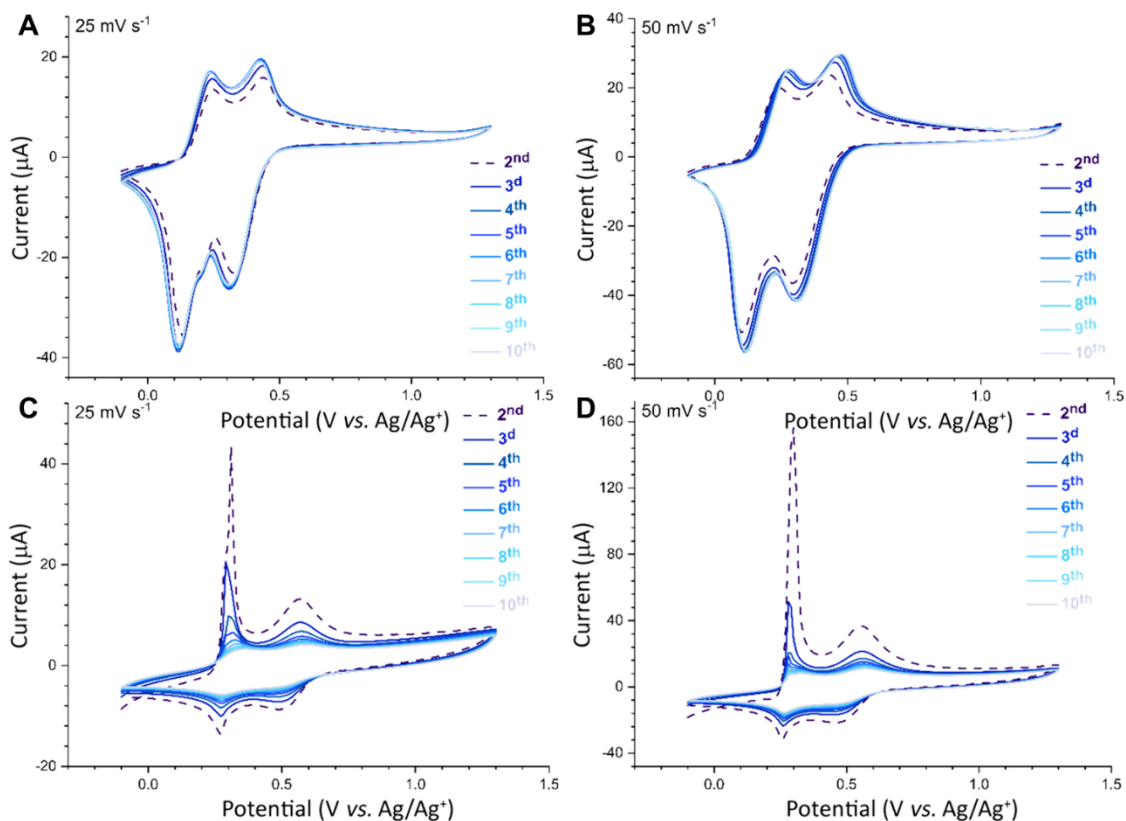 A 25 mV s⁻¹
20
0
-20
-40
Current (µA)
2nd
3d
4th
5th
6th
7th
8th
9th
10th
0.0 0.5 1.0 1.5
Potential (V vs. Ag/Ag⁺)
B 50 mV s⁻¹
40
20
0
-20
-40
-60
Current (µA)
2nd
3d
4th
5th
6th
7th
8th
9th
10th
0.0 0.5 1.0 1.5
Potential (V vs. Ag/Ag⁺)
C 25 mV s⁻¹
40
20
0
-20
Current (µA)
2nd
3d
4th
5th
6th
7th
8th
9th
10th
0.0 0.5 1.0 1.5
Potential (V vs. Ag/Ag⁺)
D 50 mV s⁻¹
160
120
80
40
0
-40
Current (µA)
2nd
3d
4th
5th
6th
7th
8th
9th
10th
0.0 0.5 1.0 1.5
Potential (V vs. Ag/Ag⁺)